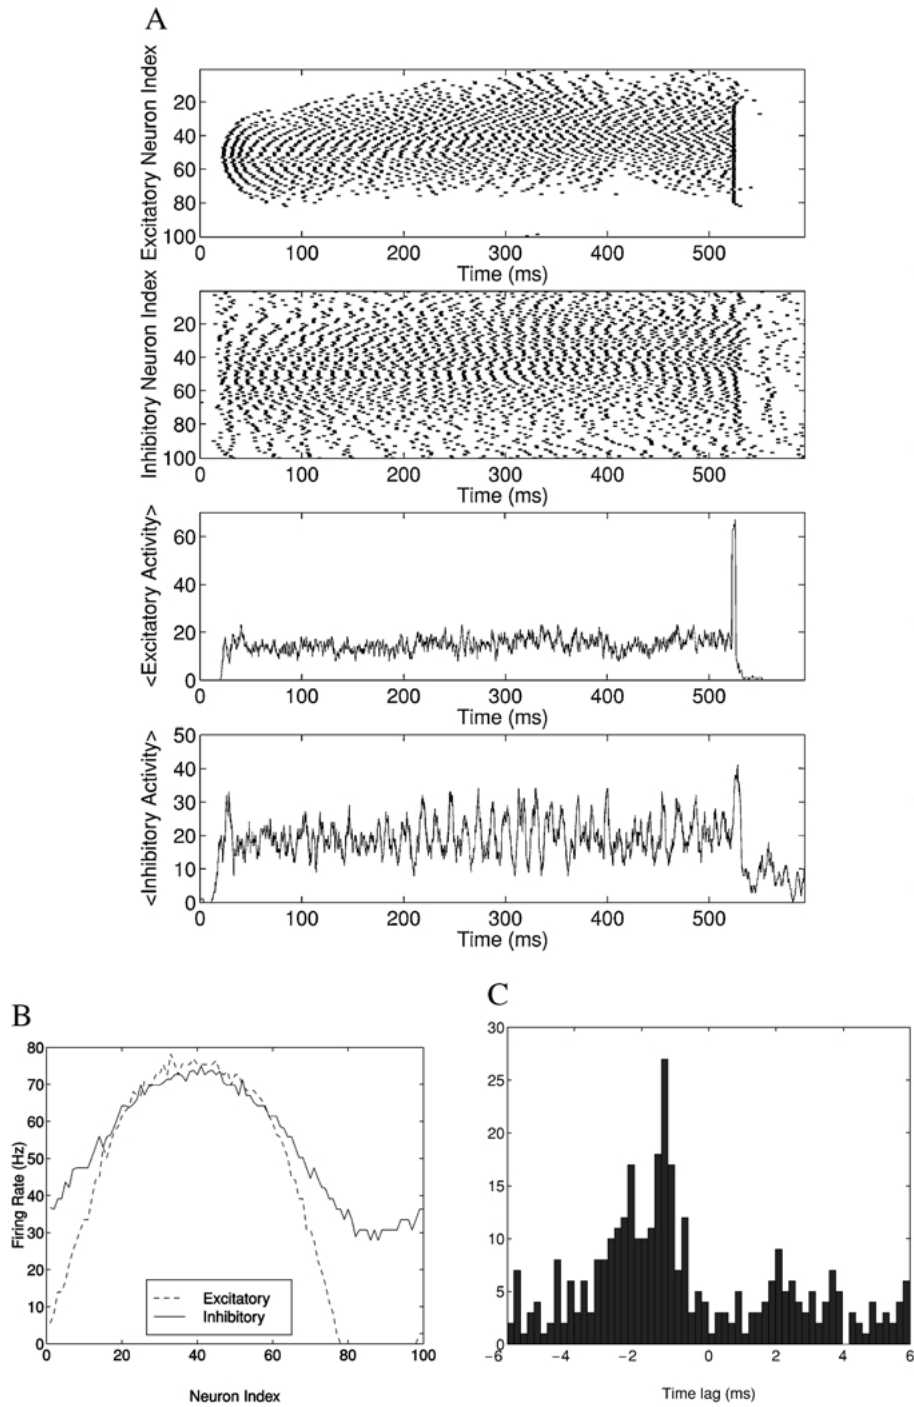 A
Excitatory Neuron Index
20
40
60
80
100
0 100 200 300 400 500
Time (ms)
Inhibitory Neuron Index
20
40
60
80
100
0 100 200 300 400 500
Time (ms)
<Excitatory Activity>
60
40
20
0
0 100 200 300 400 500
Time (ms)
<Inhibitory Activity>
50
40
30
20
10
0
0 100 200 300 400 500
Time (ms)
B
Firing Rate (Hz)
80
70
60
50
40
30
20
10
0
Excitatory
Inhibitory
0 20 40 60 80 100
Neuron Index
C
30
25
20
15
10
5
0
−6 −4 −2 0 2 4 6
Time lag (ms)